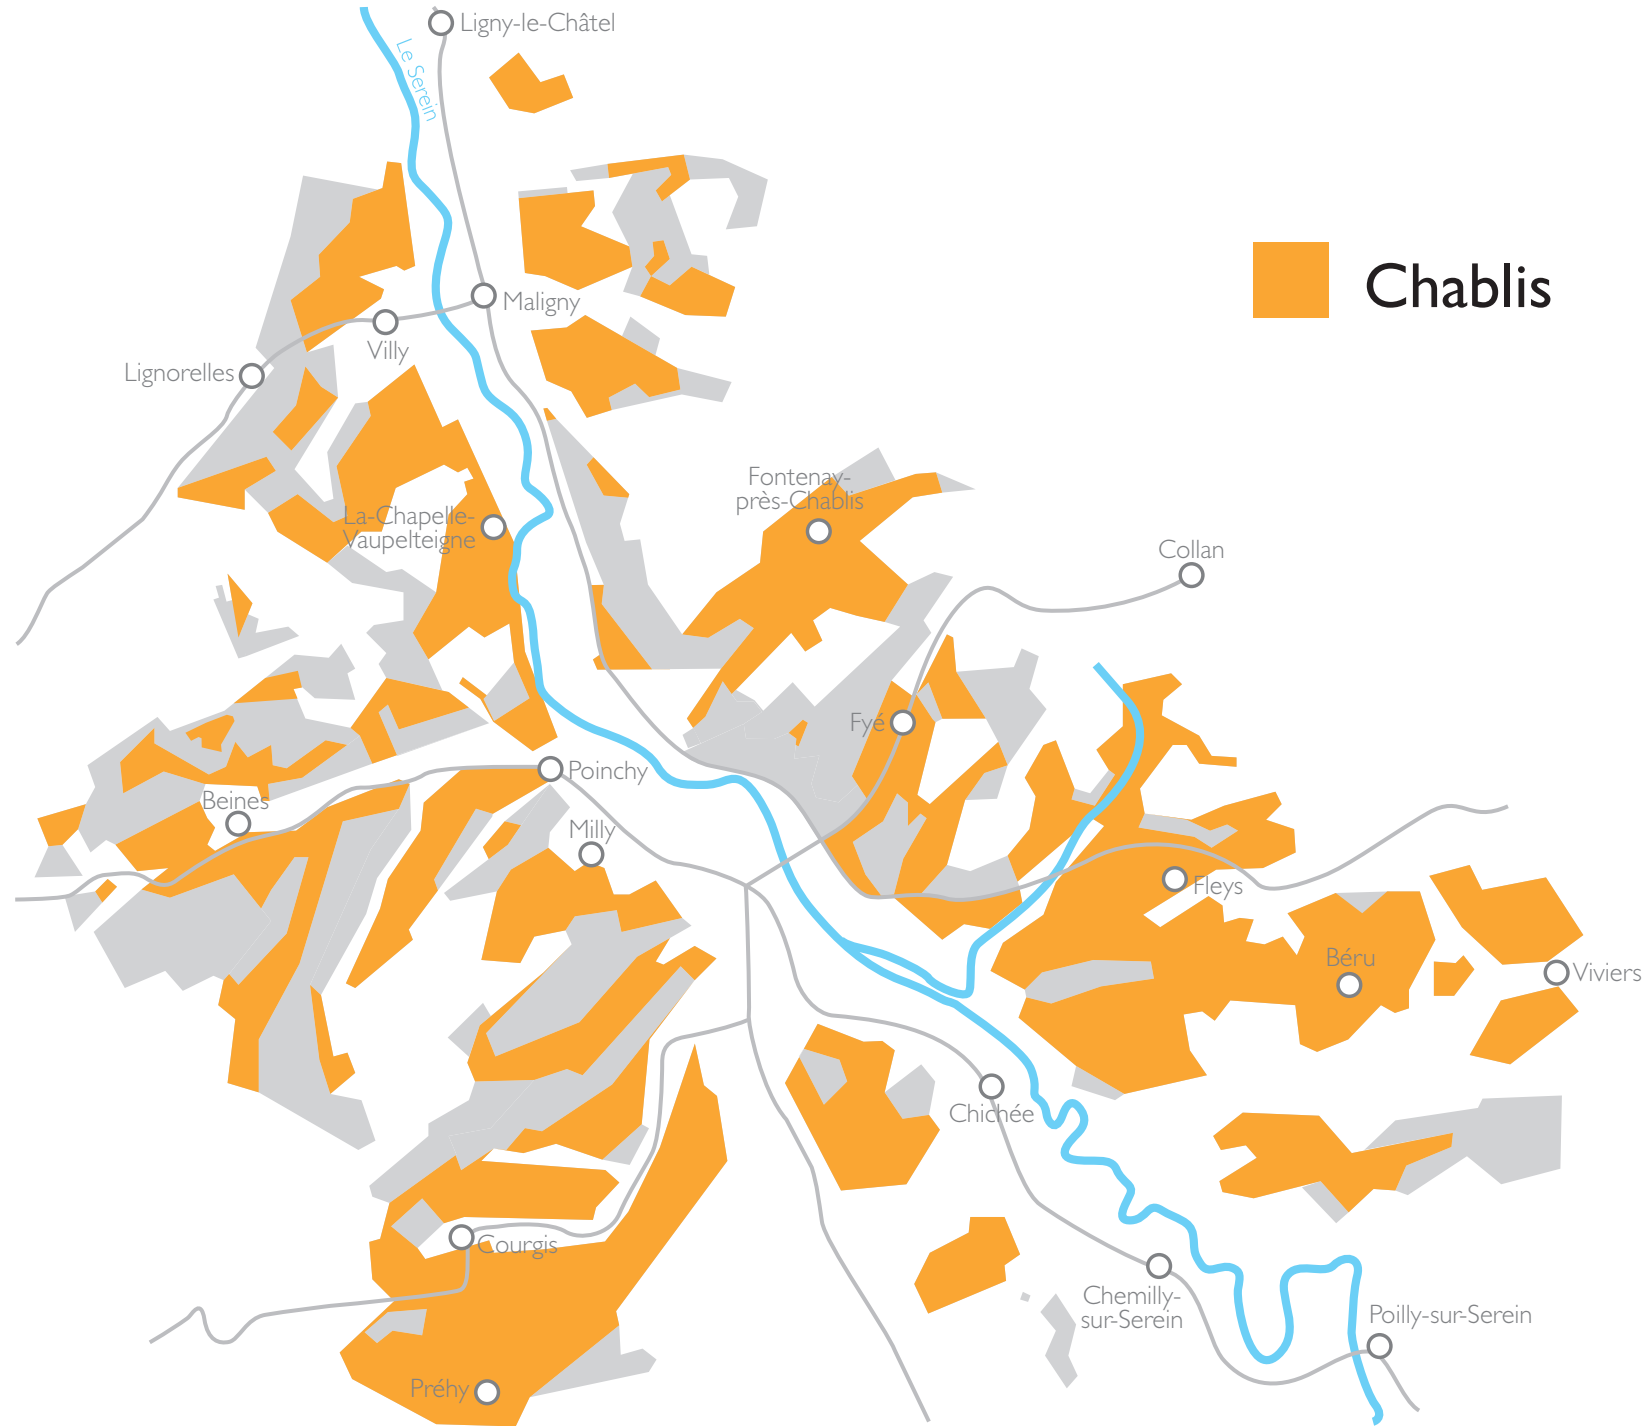 Ligny-le-Châtel
Le Serein
Chablis
Maligny
Villy
Lignorelles
Fontenay-
près-Chablis
La-Chapelle-
Vaupelteigne
Collan
Fyé
Poinchy
Beines
Milly
Fleys
Béru
Viviers
Chichée
Courgis
Chemilly-
sur-Serein
Poilly-sur-Serein
Préhy